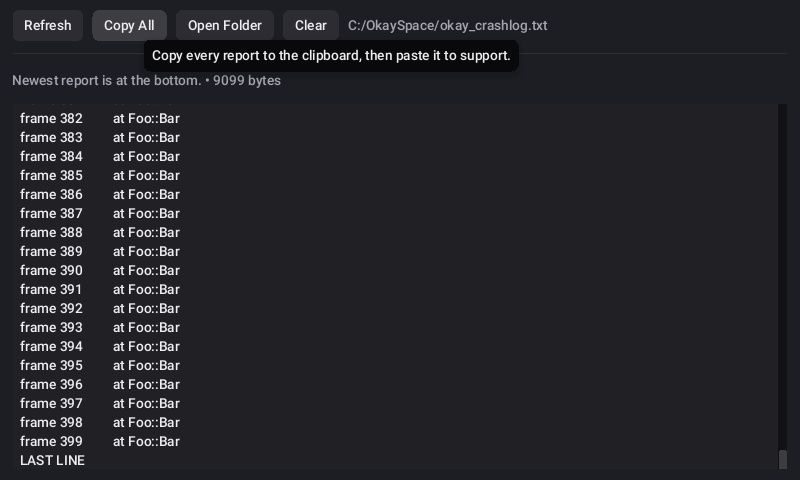 Refresh Copy All Open Folder Clear C:/OkaySpace/okay_crashlog.txt
Copy every report to the clipboard, then paste it to support.
Newest report is at the bottom. • 9099 bytes
frame 382 at Foo::Bar
frame 383 at Foo::Bar
frame 384 at Foo::Bar
frame 385 at Foo::Bar
frame 386 at Foo::Bar
frame 387 at Foo::Bar
frame 388 at Foo::Bar
frame 389 at Foo::Bar
frame 390 at Foo::Bar
frame 391 at Foo::Bar
frame 392 at Foo::Bar
frame 393 at Foo::Bar
frame 394 at Foo::Bar
frame 395 at Foo::Bar
frame 396 at Foo::Bar
frame 397 at Foo::Bar
frame 398 at Foo::Bar
frame 399 at Foo::Bar
LAST LINE